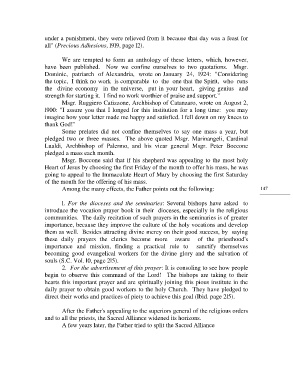 under a punishment, they were relieved from it because that day was a feast for
all" (Precious Adhesions, 1919, page 12).
We are tempted to form an anthology of these letters, which, however,
have been published. Now we confine ourselves to two quotations. Msgr.
Dominic, patriarch of Alexandria, wrote on January 24, 1924: "Considering
the topic, I think no work is comparable to the one that the Spirit, who runs
the divine economy in the universe, put in your heart, giving genius and
strength for starting it. I find no work worthier of praise and support."
Msgr. Ruggiero Catizzone, Archbishop of Catanzaro, wrote on August 2,
1900: "I assure you that I longed for this institution for a long time: you may
imagine how your letter made me happy and satisfied. I fell down on my knees to
thank God!"
Some prelates did not confines themselves to say one mass a year, but
pledged two or three masses. The above quoted Msgr. Marinangeli, Cardinal
Lualdi, Archbishop of Palermo, and his vicar general Msgr. Peter Boccone
pledged a mass each month.
Msgr. Boccone said that if his shepherd was appealing to the most holy
Heart of Jesus by choosing the first Friday of the month to offer his mass, he was
going to appeal to the Immaculate Heart of Mary by choosing the first Saturday
of the month for the offering of his mass.
Among the many effects, the Father points out the following:
147
1. For the dioceses and the seminaries: Several bishops have asked to
introduce the vocation prayer book in their dioceses, especially in the religious
communities. The daily recitation of such prayers in the seminaries is of greater
importance, because they improve the culture of the holy vocations and develop
them as well. Besides attracting divine mercy on their good success, by saying
these daily prayers the clerics become more aware of the priesthood's
importance and mission, finding a practical rule to sanctify themselves
becoming good evangelical workers for the divine glory and the salvation of
souls (S.C. Vol. 10, page 215).
2. For the advertisement of this prayer: It is consoling to see how people
begin to observe this command of the Lord! The bishops are taking to their
hearts this important prayer and are spiritually joining this pious institute in the
daily prayer to obtain good workers to the holy Church. They have pledged to
direct their works and practices of piety to achieve this goal (Ibid. page 215).
After the Father's appealing to the superiors general of the religious orders
and to all the priests, the Sacred Alliance widened its horizons.
A few years later, the Father tried to split the Sacred Alliance